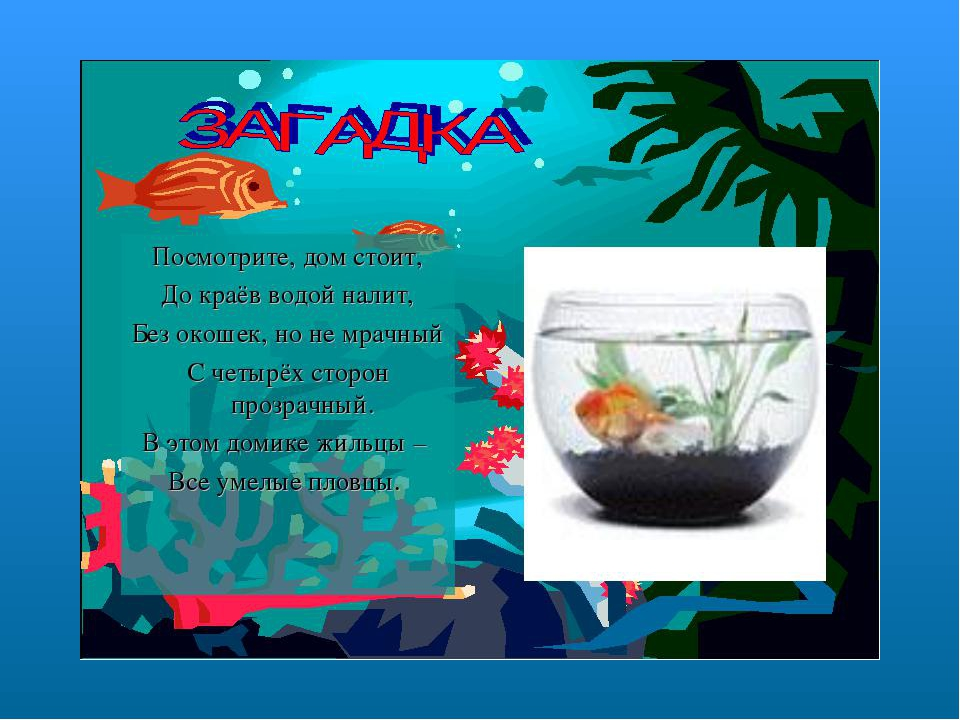 ЗАГАДКА
Посмотрите, дом стоит,
До краёв водой налит,
Без окошек, но не мрачный
С четырёх сторон
прозрачный.
В этом домике жильцы –
Все умелые пловцы.